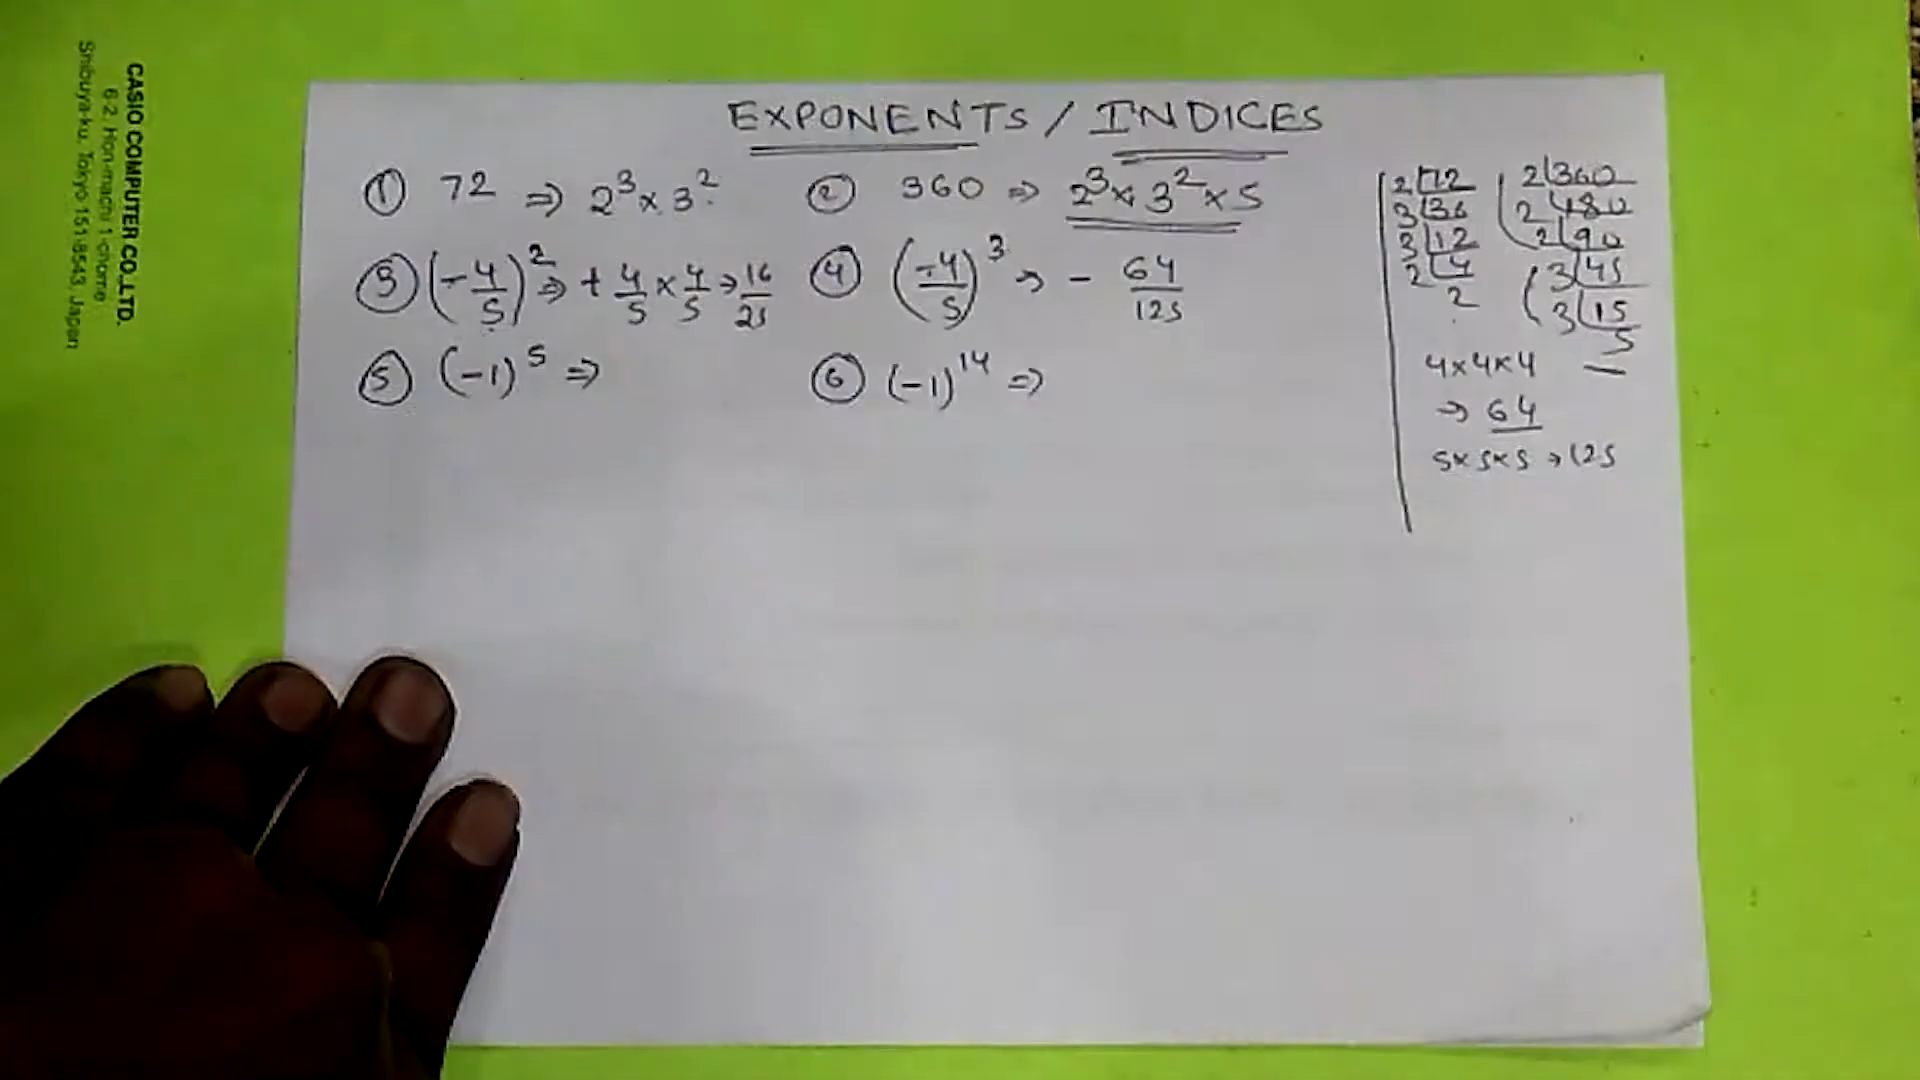 EXPONENTS / INDICES
① 72 ⇒ 2³ × 3²
② 360 ⇒ 2³ × 3² × 5
③ (-4/5)² ⇒ + 4/5 × 4/5 → 16/25
④ (-4/5)³ → - 64/125
⑤ (-1)⁵ ⇒
⑥ (-1)¹⁴ ⇒
2|72
3|36
3|12
2|4
2
2|360
2|180
2|90
3|45
3|15
5
4×4×4
→ 64
5×5×5 → 125
CASIO COMPUTER CO.,LTD.
6-2, Hon-machi 1-chome
Shibuya-ku, Tokyo 151-8543, Japan